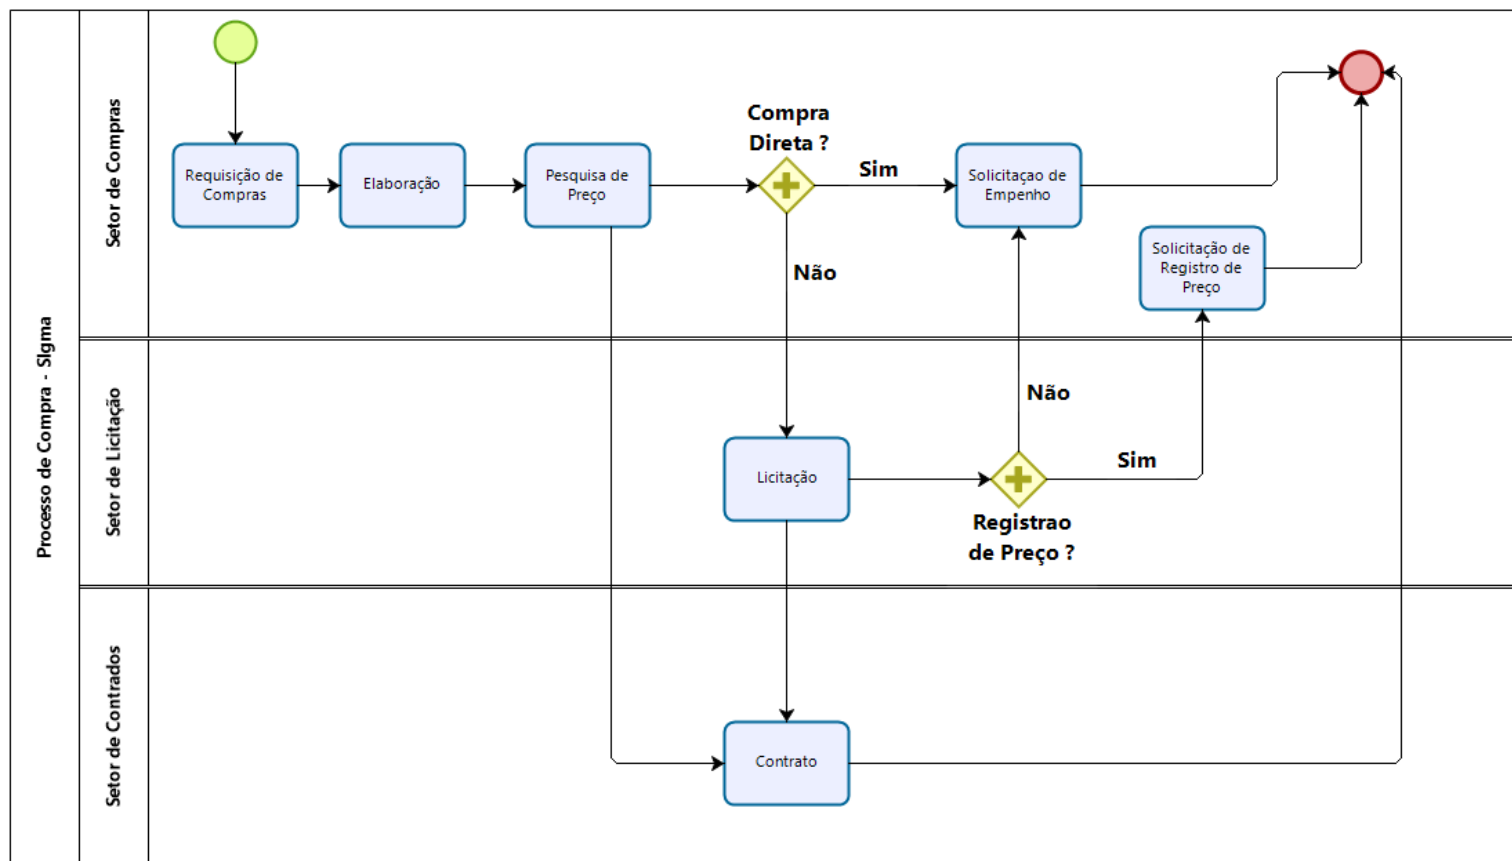 Processo de Compra - SIgma
Setor de Compras
Requisição de
Compras
Elaboração
Pesquisa de
Preço
Compra
Direta ?
Sim
Não
Solicitaçao de
Empenho
Solicitação de
Registro de
Preço
Setor de Licitação
Licitação
Não
Sim
Registrao
de Preço ?
Setor de Contrados
Contrato